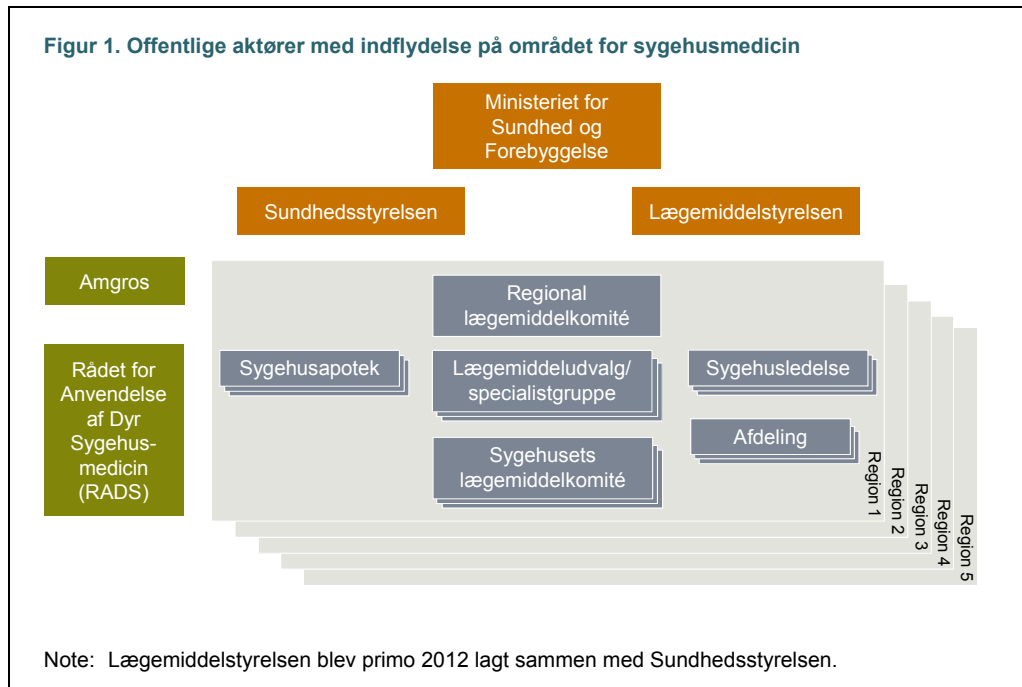 Figur 1. Offentlige aktører med indflydelse på området for sygehusmedicin
Ministeriet for
Sundhed og
Forebyggelse
Sundhedsstyrelsen
Lægemiddelstyrelsen
Amgros
Rådet for
Anvendelse
af Dyr
Sygehus-
medicin
(RADS)
Regional
lægemiddelkomité
Sygehusapotek
Lægemiddeludvalg/
specialistgruppe
Sygehusledelse
Afdeling
Sygehusets
lægemiddelkomité
Region 1
Region 2
Region 3
Region 4
Region 5
Note: Lægemiddelstyrelsen blev primo 2012 lagt sammen med Sundhedsstyrelsen.